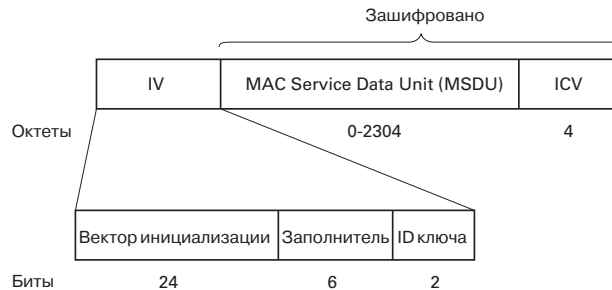 Зашифровано
IV MAC Service Data Unit (MSDU) ICV
Октеты 0-2304 4
Вектор инициализации Заполнитель ID ключа
Биты 24 6 2